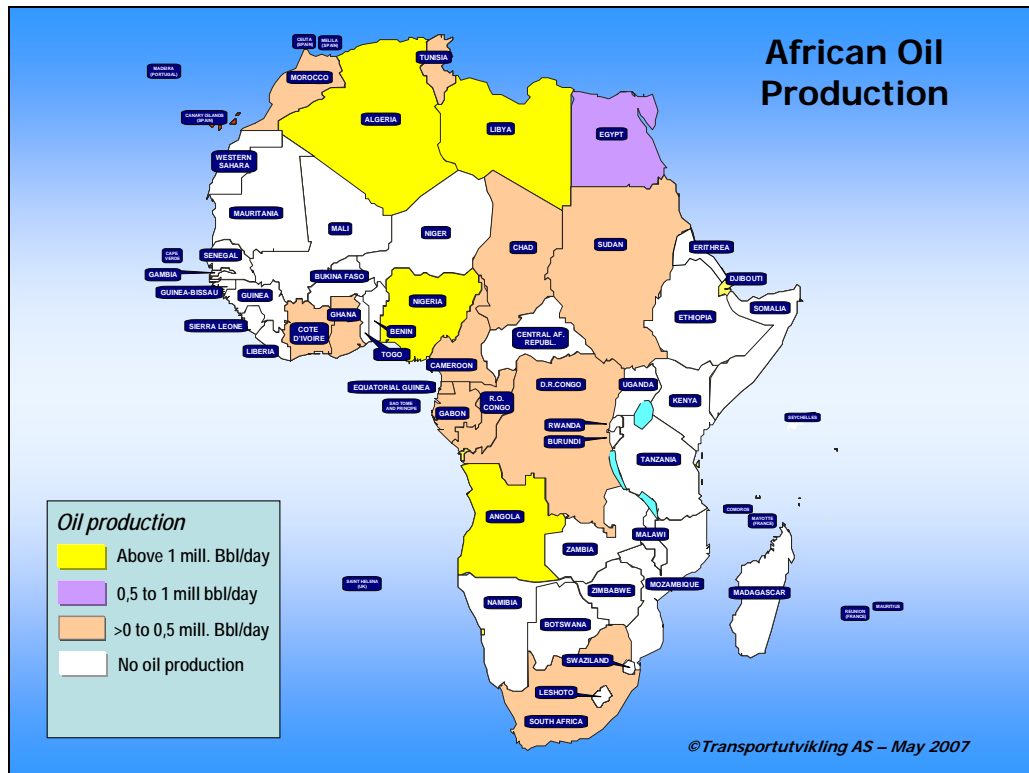 African Oil
Production
CEUTA
(SPAIN)
MELILA
(SPAIN)
MADEIRA
(PORTUGAL)
MOROCCO
TUNISIA
CANARY ISLANDS
(SPAIN)
ALGERIA
LIBYA
EGYPT
WESTERN
SAHARA
MAURITANIA
MALI
NIGER
CHAD
SUDAN
ERITHREA
CAPE
VERDE
SENEGAL
GAMBIA
BUKINA FASO
DJIBOUTI
GUINEA-BISSAU
GUINEA
NIGERIA
SOMALIA
GHANA
ETHIOPIA
SIERRA LEONE
COTE
D'IVOIRE
BENIN
CENTRAL AF.
REPUBL.
LIBERIA
TOGO
CAMEROON
EQUATORIAL GUINEA
D.R.CONGO
UGANDA
KENYA
SAO TOME
AND PRINCIPE
GABON
R.O.
CONGO
RWANDA
BURUNDI
SEYCHELLES
TANZANIA
ANGOLA
COMOROS
MAYOTTE
(FRANCE)
MALAWI
ZAMBIA
SAINT HELENA
(UK)
NAMIBIA
ZIMBABWE
MOZAMBIQUE
MADAGASCAR
REUNION
(FRANCE)
MAURITIUS
BOTSWANA
SWAZILAND
LESHOTO
SOUTH AFRICA
Oil production
Above 1 mill. Bbl/day
0,5 to 1 mill bbl/day
>0 to 0,5 mill. Bbl/day
No oil production
©Transportutvikling AS – May 2007